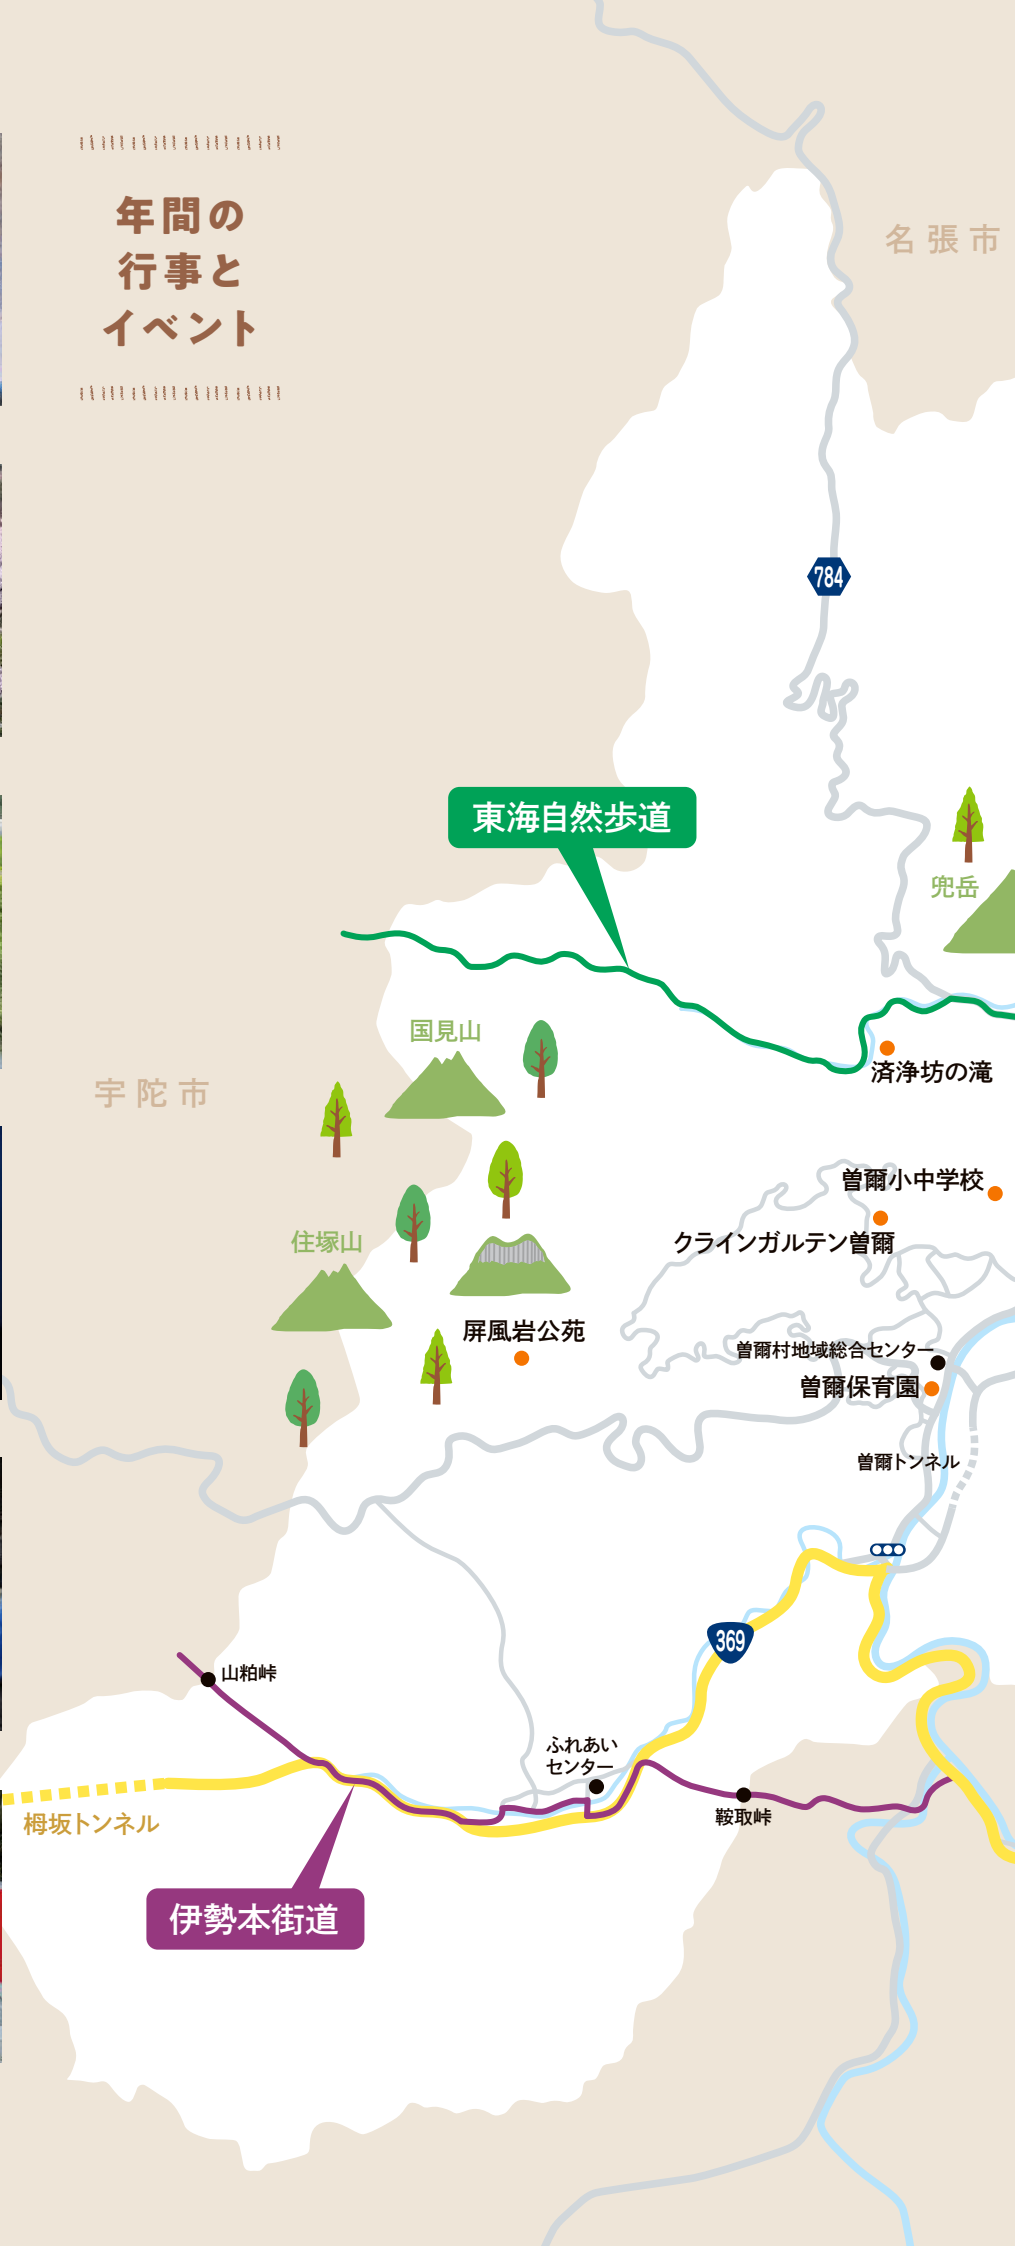 年間の
行事と
イベント
名張市
784
東海自然歩道
兜岳
国見山
済浄坊の滝
宇陀市
曽爾小中学校
クラインガルテン曽爾
住塚山
屏風岩公苑
曽爾村地域総合センター
曽爾保育園
曽爾トンネル
369
山粕峠
ふれあい
センター
鞍取峠
栂坂トンネル
伊勢本街道